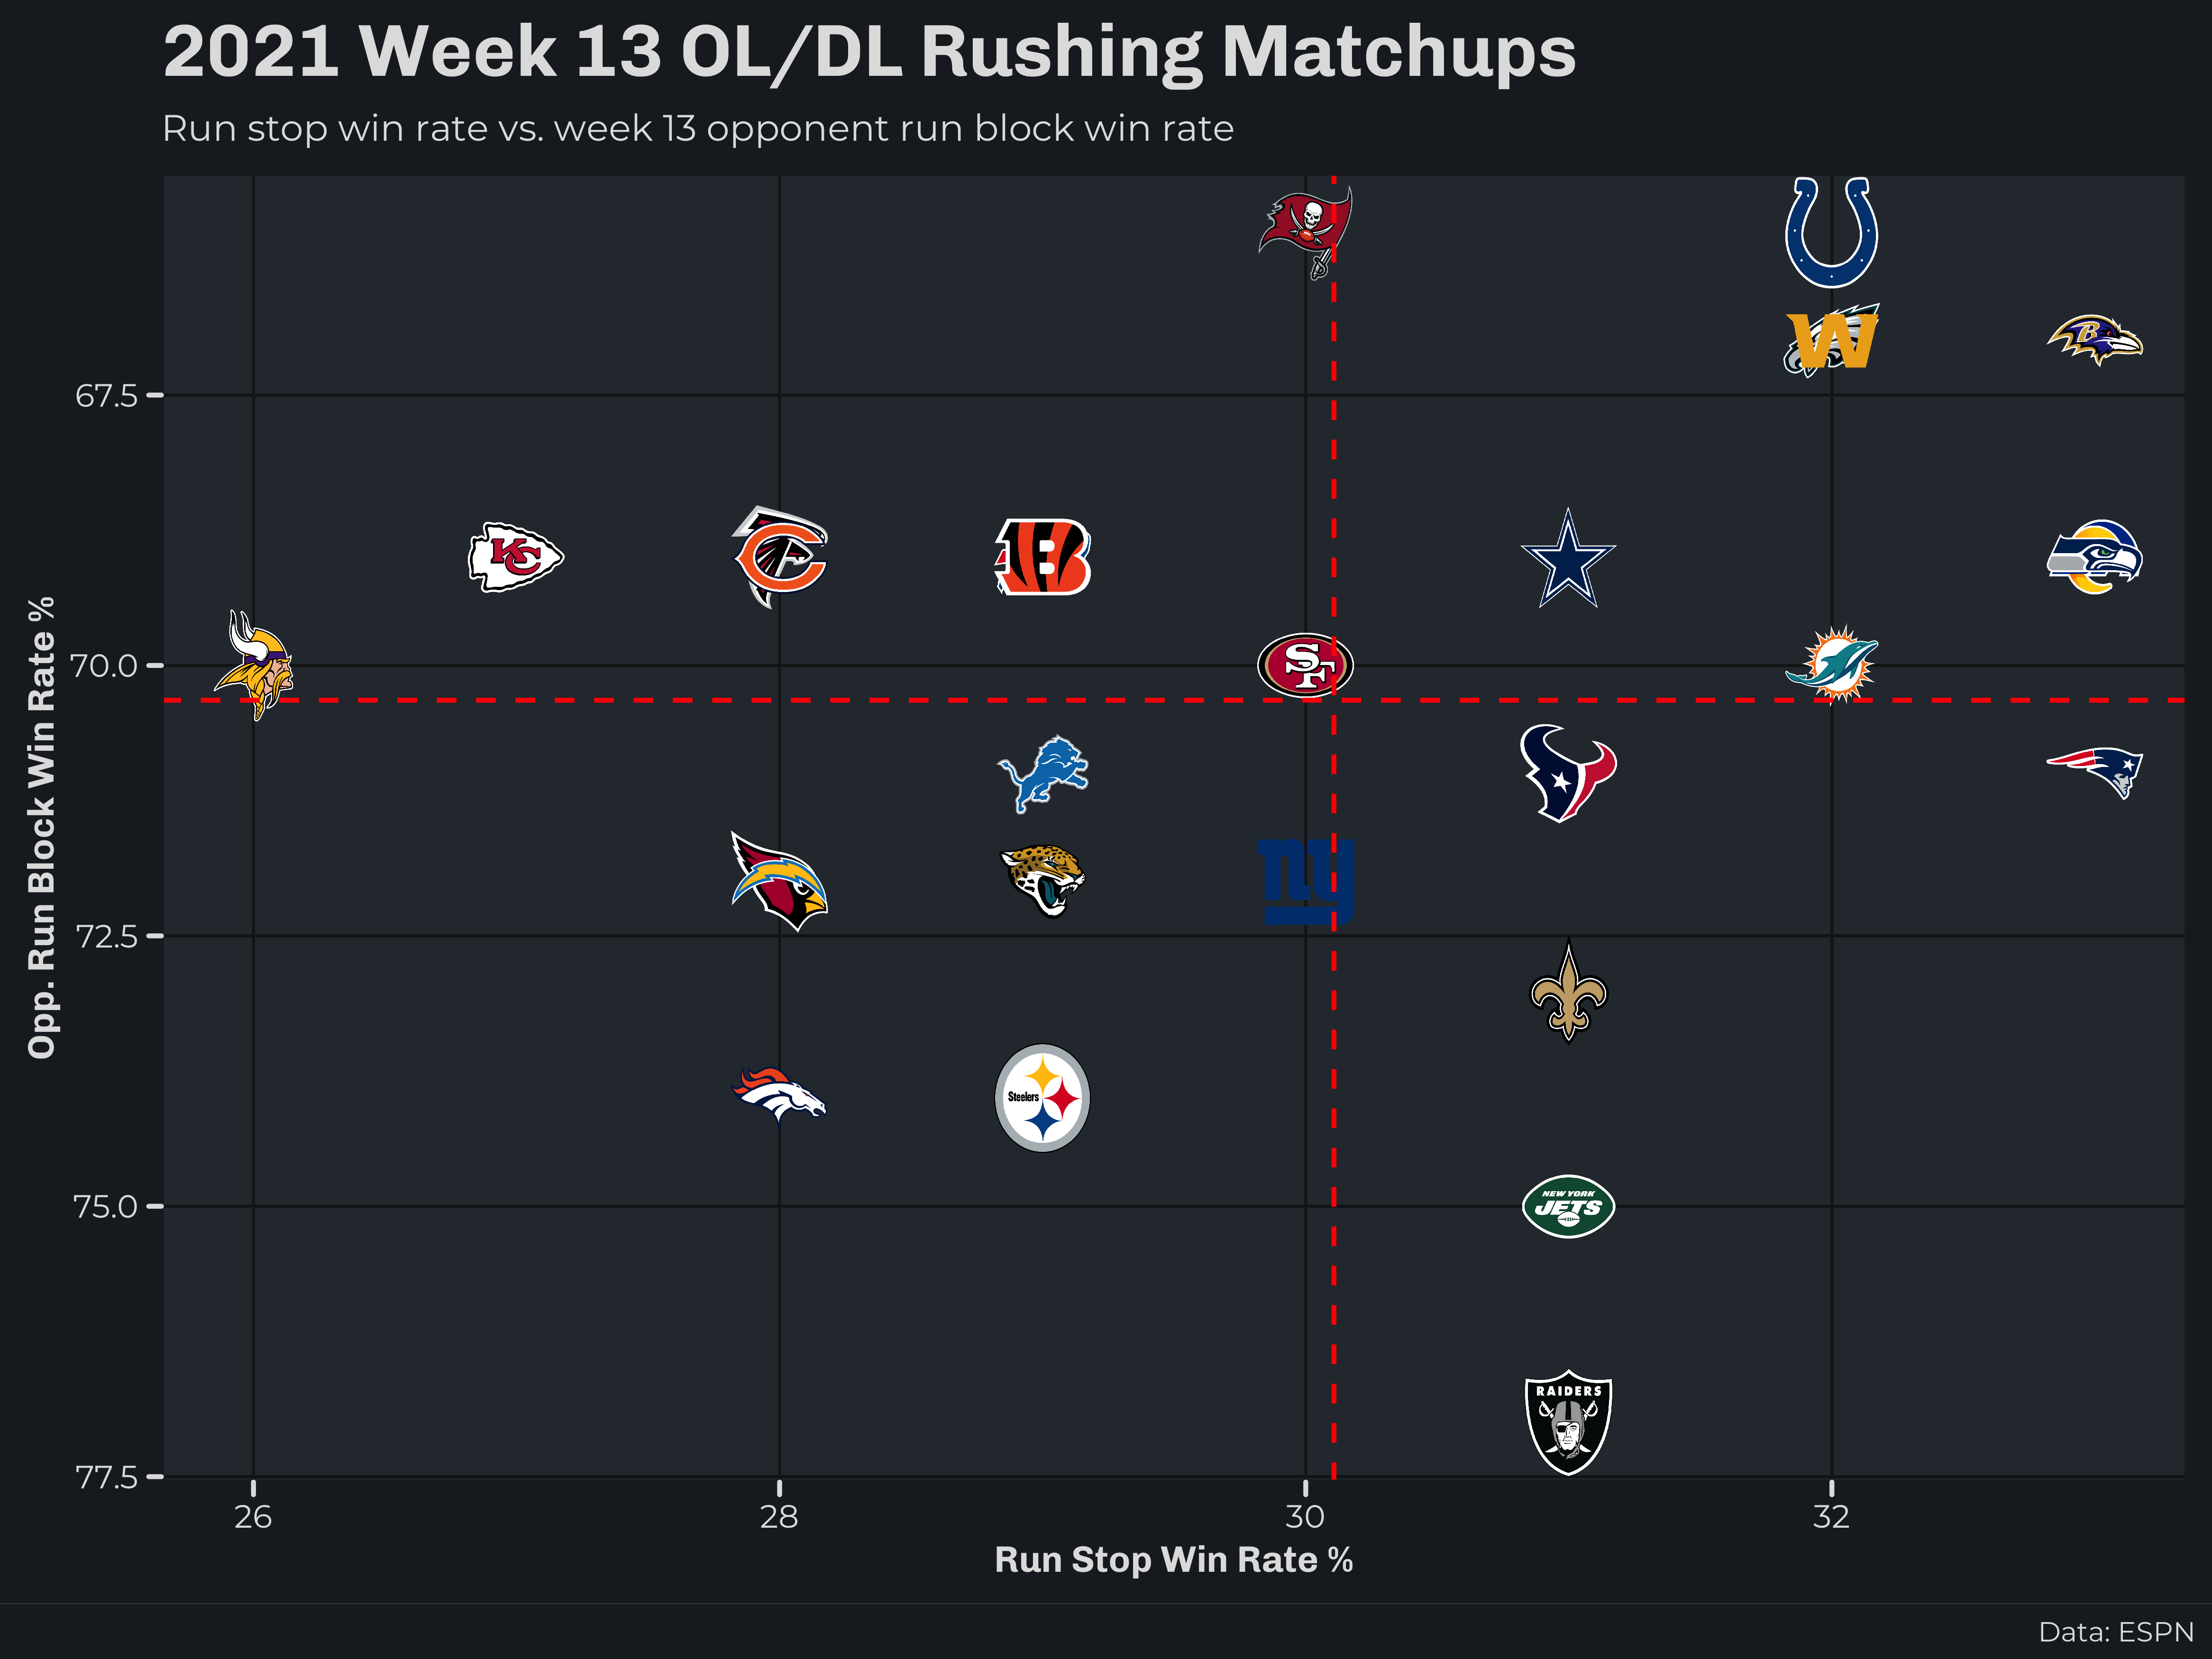 2021 Week 13 OL/DL Rushing Matchups
Run stop win rate vs. week 13 opponent run block win rate
Opp. Run Block Win Rate %
67.5
70.0
72.5
75.0
77.5
W
B
KC
C
B
SF
ny
Steelers
NEW YORK
JETS
RAIDERS
26
28
30
32
Run Stop Win Rate %
Data: ESPN